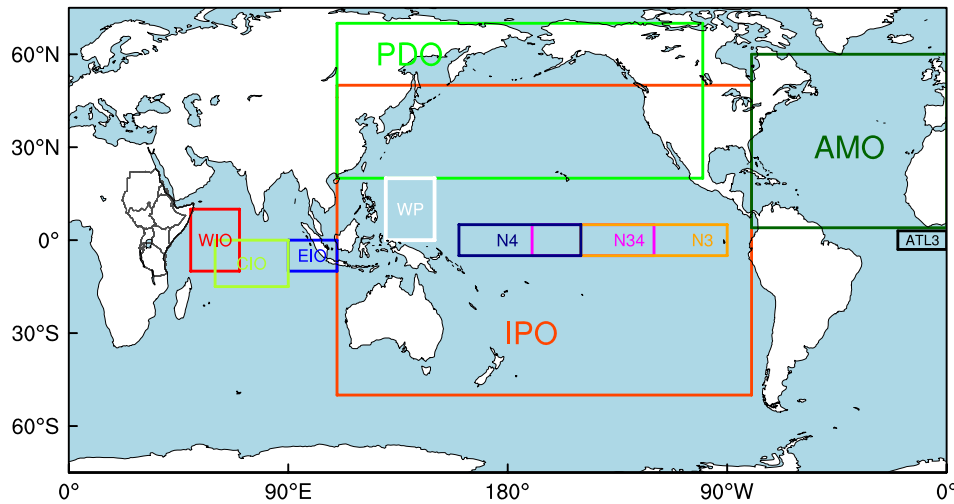 60°N
PDO
30°N
AMO
WP
0°
WIO
CIO
EIO
N4
N34
N3
ATL3
30°S
IPO
60°S
0°
90°E
180°
90°W
0°